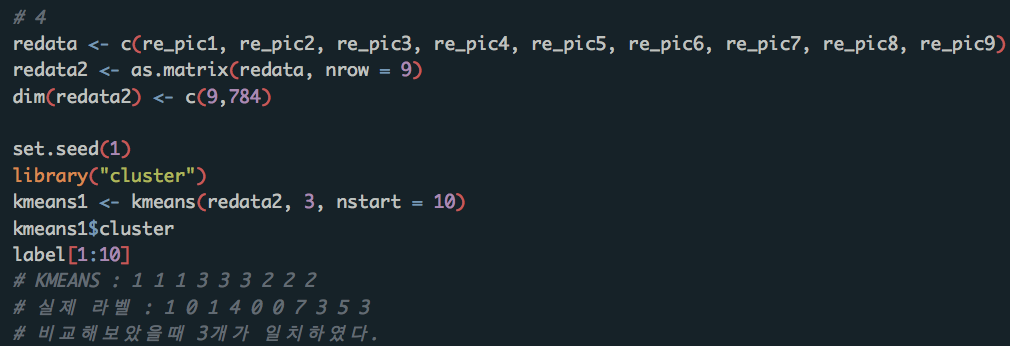 # 4
redata <- c(re_pic1, re_pic2, re_pic3, re_pic4, re_pic5, re_pic6, re_pic7, re_pic8, re_pic9)
redata2 <- as.matrix(redata, nrow = 9)
dim(redata2) <- c(9,784)
set.seed(1)
library("cluster")
kmeans1 <- kmeans(redata2, 3, nstart = 10)
kmeans1$cluster
label[1:10]
# KMEANS : 1 1 1 3 3 3 2 2 2
# 실제 라벨 : 1 0 1 4 0 0 7 3 5 3
# 비교해보았을때 3개가 일치하였다.